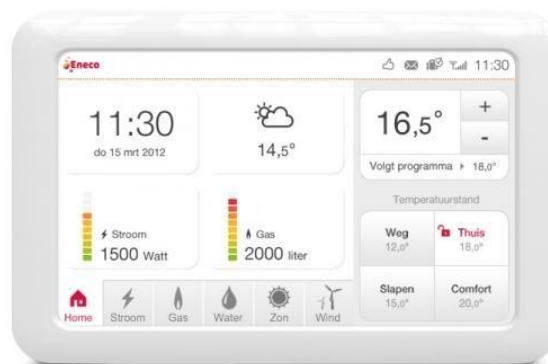 Eneco
11:30
11:30
do 15 mrt 2012
14,5°
16,5°
+
-
Volgt programma ▸ 18,0°
Stroom
1500 Watt
Gas
2000 liter
Temperatuurstand
Weg
12,0°
Thuis
18,0°
Slapen
15,0°
Comfort
20,0°
Home
Stroom
Gas
Water
Zon
Wind